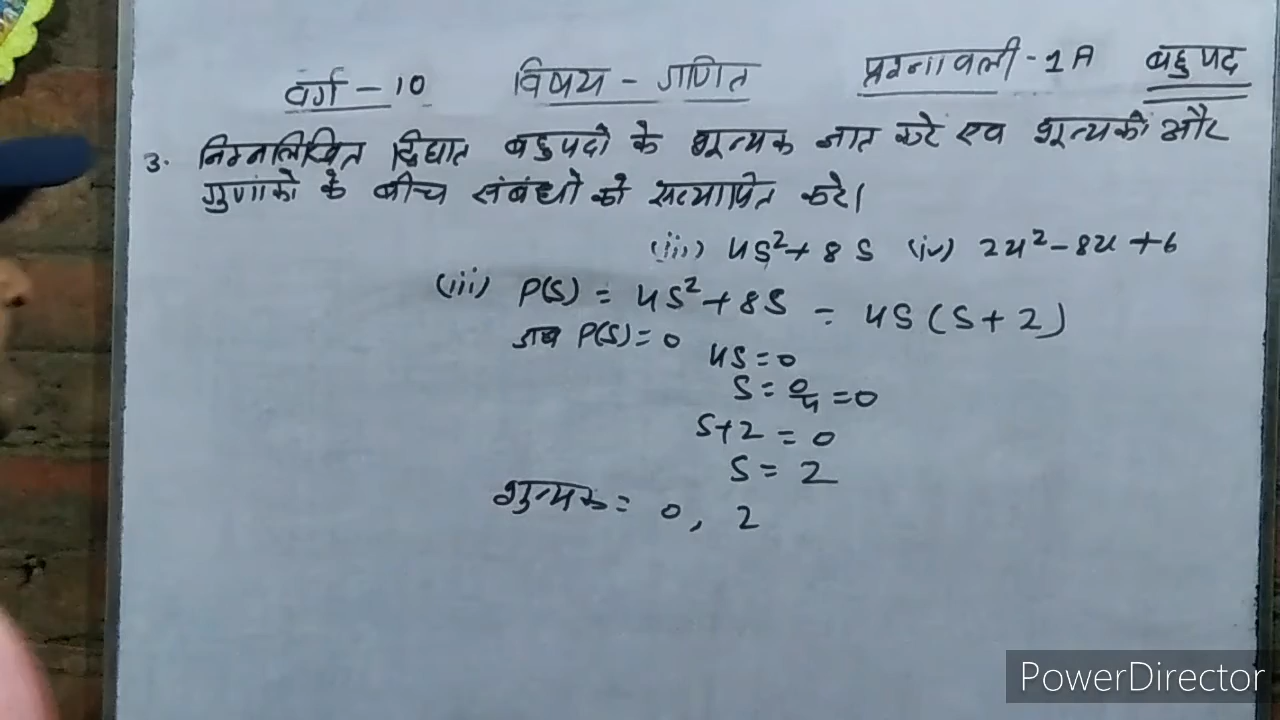 वर्ग - 10 विषय - गणित प्रश्नावली - 1A बहुपद
3. निम्नलिखित द्विघात बहुपदो के शून्यक ज्ञात करे एव शून्यको और
गुणांको के बीच संबंधो को सत्यापित करे।
(iii) 4S²+8S (iv) 2u²-8u+6
(iii) P(S) = 4S²+8S = 4S(S+2)
जब P(S)=0
4S=0
S=0/4=0
S+2=0
S=2
शुन्यक= 0, 2
PowerDirector